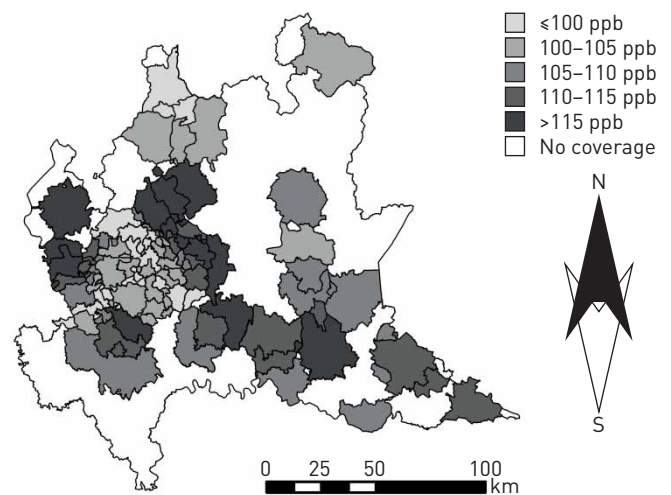 ≤100 ppb
100–105 ppb
105–110 ppb
110–115 ppb
>115 ppb
No coverage
N
S
0 25 50 100
km